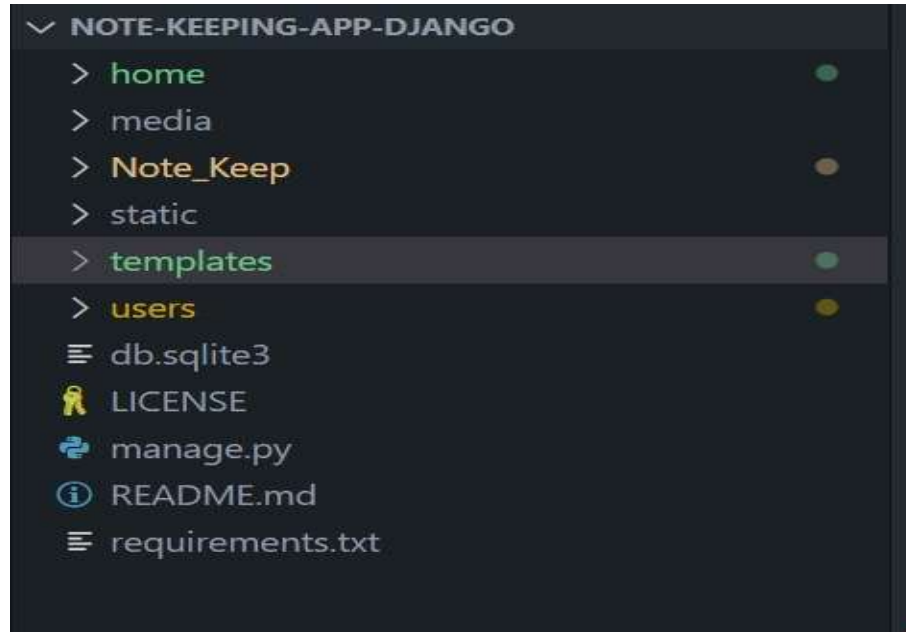 NOTE-KEEPING-APP-DJANGO
home
media
Note_Keep
static
templates
users
db.sqlite3
LICENSE
manage.py
README.md
requirements.txt